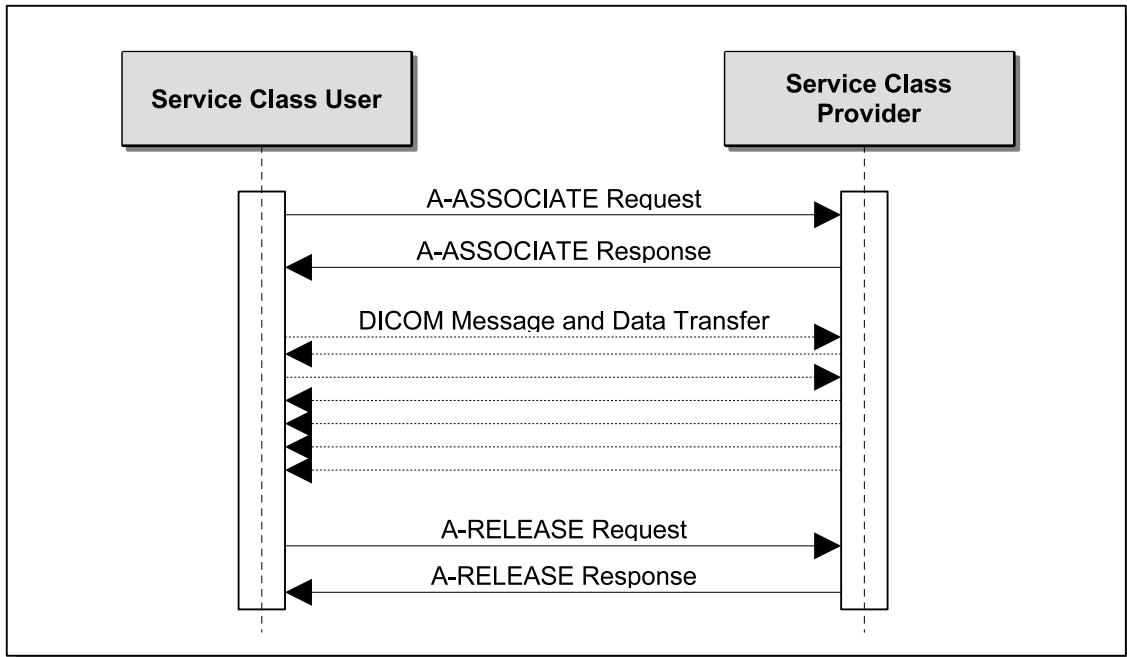 Service Class User
Service Class
Provider
A-ASSOCIATE Request
A-ASSOCIATE Response
DICOM Message and Data Transfer
A-RELEASE Request
A-RELEASE Response